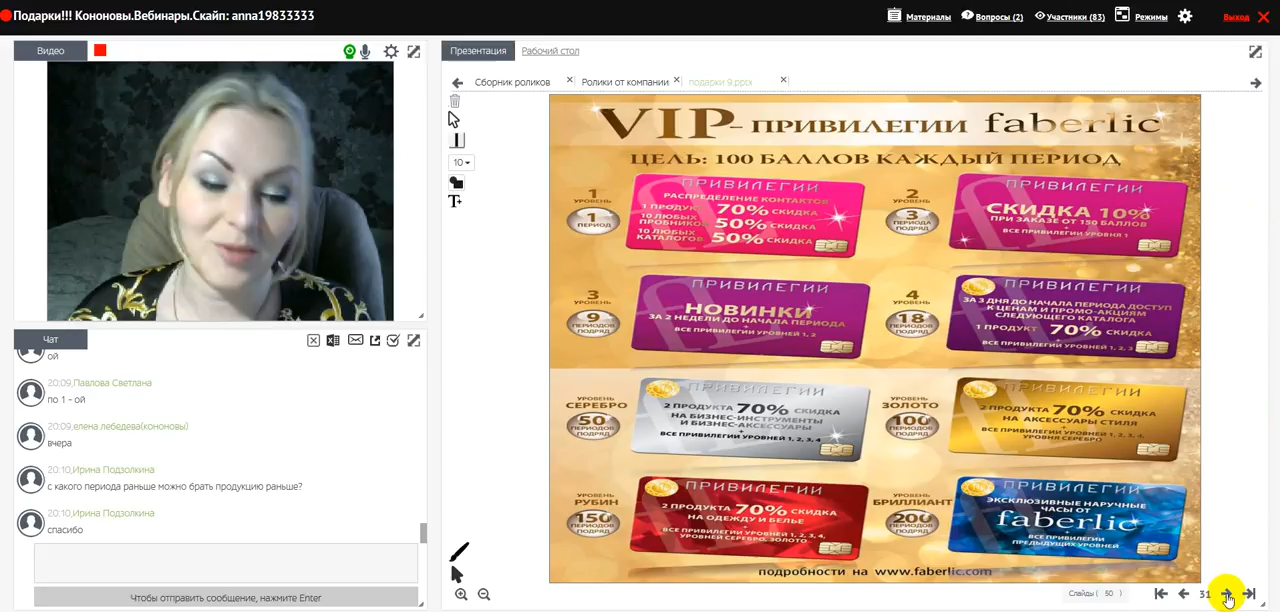 Подарки!!! Кононовы.Вебинары.Скайп: anna19833333
Материалы
Вопросы (2)
Участники (83)
Режимы
Выход
Видео
Презентация
Рабочий стол
Сборник роликов
Ролики от компании
подарки 9.pptx
10
T+
VIP- ПРИВИЛЕГИИ faberlic
ЦЕЛЬ: 100 БАЛЛОВ КАЖДЫЙ ПЕРИОД
1
УРОВЕНЬ
1
ПЕРИОД
ПРИВИЛЕГИИ
РАСПРЕДЕЛЕНИЕ КОНТАКТОВ
1 ПРОДУКТ 70% СКИДКА
10 ЛЮБЫХ ПРОБНИКОВ 50% СКИДКА
10 ЛЮБЫХ КАТАЛОГОВ 50% СКИДКА
2
УРОВЕНЬ
3
ПЕРИОДА
ПОДРЯД
ПРИВИЛЕГИИ
СКИДКА 10%
ПРИ ЗАКАЗЕ ОТ 150 БАЛЛОВ
+
ВСЕ ПРИВИЛЕГИИ УРОВНЯ 1
3
УРОВЕНЬ
9
ПЕРИОДОВ
ПОДРЯД
ПРИВИЛЕГИИ
НОВИНКИ
ЗА 2 НЕДЕЛИ ДО НАЧАЛА ПЕРИОДА
+
ВСЕ ПРИВИЛЕГИИ УРОВНЕЙ 1, 2
4
УРОВЕНЬ
18
ПЕРИОДОВ
ПОДРЯД
ПРИВИЛЕГИИ
ЗА 3 ДНЯ ДО НАЧАЛА ПЕРИОДА ДОСТУП
К ЦЕНАМ И ПРОМО-АКЦИЯМ
СЛЕДУЮЩЕГО КАТАЛОГА
1 ПРОДУКТ 70% СКИДКА
+
ВСЕ ПРИВИЛЕГИИ УРОВНЕЙ 1, 2, 3
УРОВЕНЬ
СЕРЕБРО
50
ПЕРИОДОВ
ПОДРЯД
ПРИВИЛЕГИИ
2 ПРОДУКТА 70% СКИДКА
НА БИЗНЕС-ИНСТРУМЕНТЫ
И БИЗНЕС-АКСЕССУАРЫ
+
ВСЕ ПРИВИЛЕГИИ УРОВНЕЙ 1, 2, 3, 4
УРОВЕНЬ
ЗОЛОТО
100
ПЕРИОДОВ
ПОДРЯД
ПРИВИЛЕГИИ
2 ПРОДУКТА 70% СКИДКА
НА АКСЕССУАРЫ СТИЛЯ
+
ВСЕ ПРИВИЛЕГИИ УРОВНЕЙ 1, 2, 3, 4,
УРОВНЯ СЕРЕБРО
УРОВЕНЬ
РУБИН
150
ПЕРИОДОВ
ПОДРЯД
ПРИВИЛЕГИИ
2 ПРОДУКТА 70% СКИДКА
НА ОДЕЖДУ И БЕЛЬЕ
+
ВСЕ ПРИВИЛЕГИИ УРОВНЕЙ 1, 2, 3, 4,
УРОВНЕЙ СЕРЕБРО, ЗОЛОТО
УРОВЕНЬ
БРИЛЛИАНТ
200
ПЕРИОДОВ
ПОДРЯД
ПРИВИЛЕГИИ
ЭКСКЛЮЗИВНЫЕ НАРУЧНЫЕ
ЧАСЫ ОТ
faberlic
+
ВСЕ ПРИВИЛЕГИИ
ПРЕДЫДУЩИХ УРОВНЕЙ
подробности на www.faberlic.com
Слайды ( 50 )
31
Чат
ой
20:09, Павлова Светлана
по 1 - ой
20:09, елена лебедева(кононовы)
вчера
20:10, Ирина Подзолкина
с какого периода раньше можно брать продукцию раньше?
20:10, Ирина Подзолкина
спасибо
Чтобы отправить сообщение, нажмите Enter